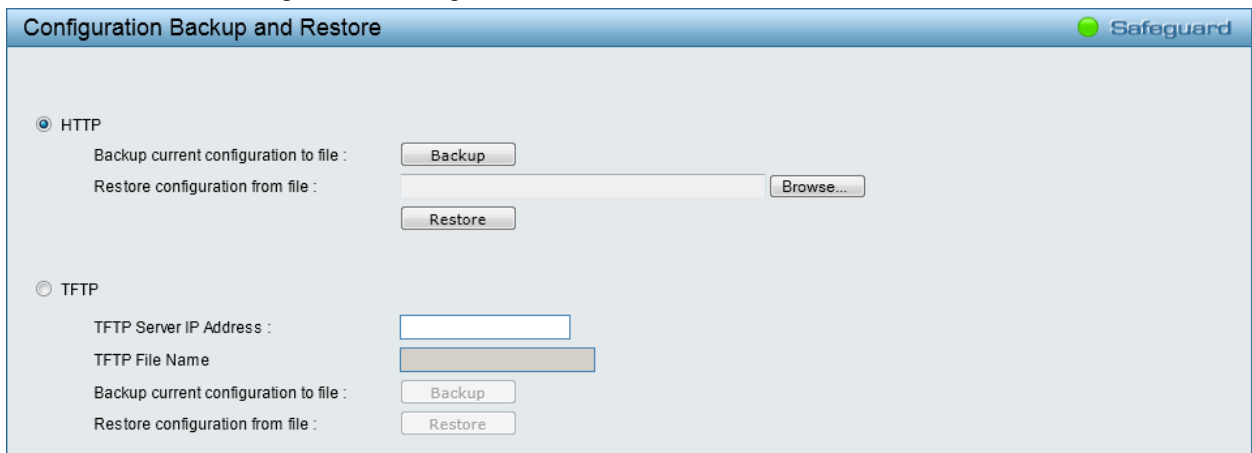 Configuration Backup and Restore
Safeguard
HTTP
Backup current configuration to file :
Backup
Restore configuration from file :
Browse...
Restore
TFTP
TFTP Server IP Address :
TFTP File Name
Backup current configuration to file :
Backup
Restore configuration from file :
Restore